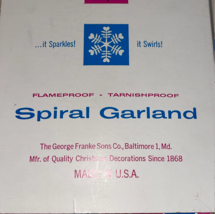 ...it Sparkles! it Swirls!
FLAMEPROOF • TARNISHPROOF
Spiral Garland
The George Franke Sons Co., Baltimore 1, Md.
Mfr. of Quality Christmas Decorations Since 1868
MADE IN U.S.A.